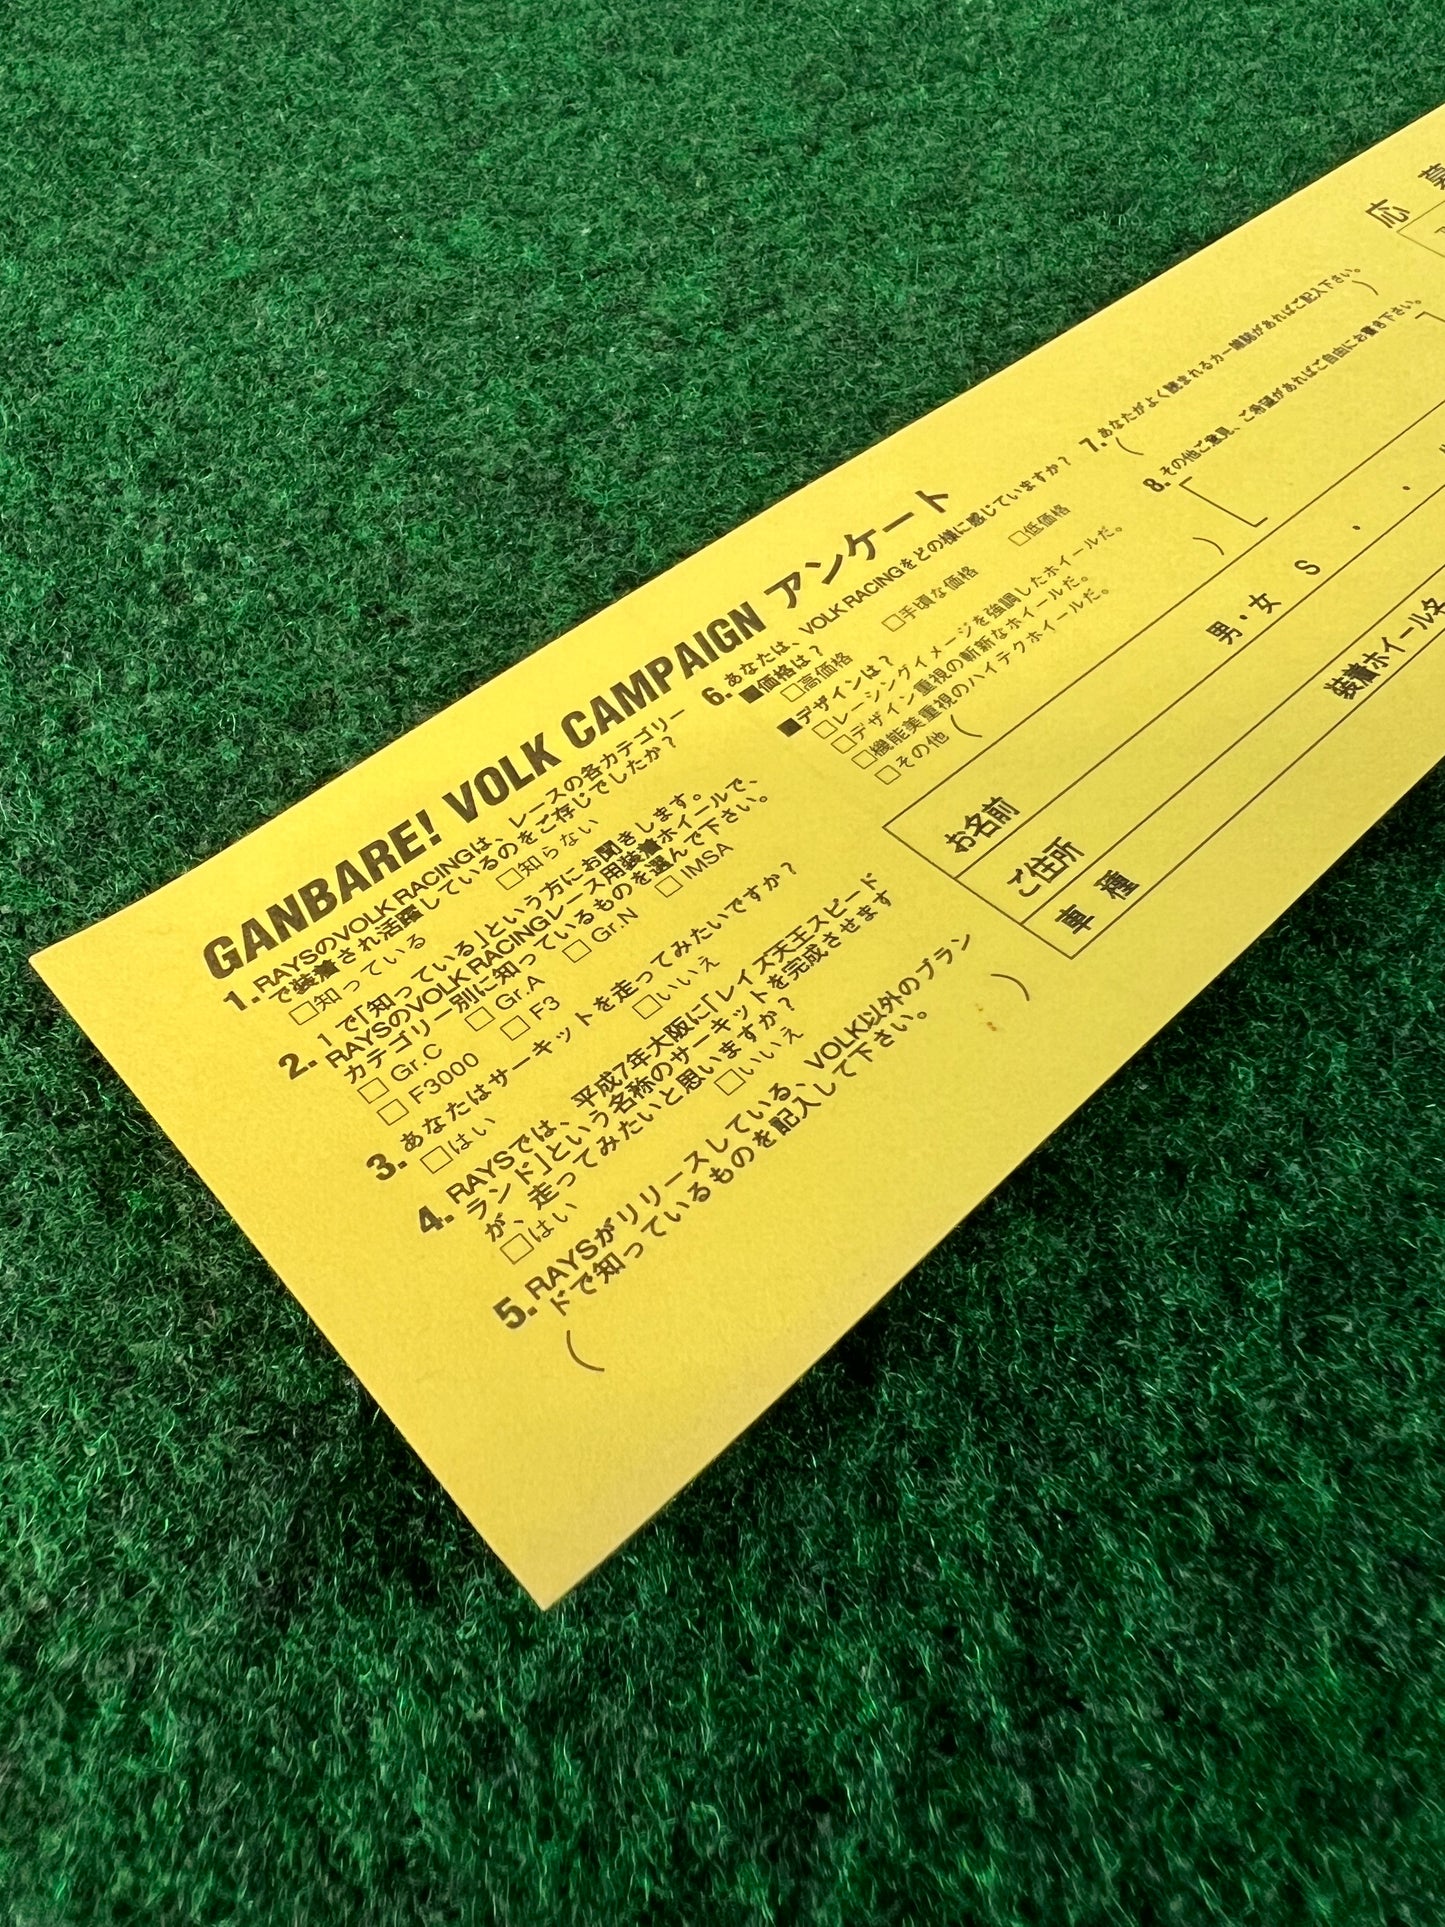 GANBARE! VOLK CAMPAIGN アンケート
1. RAYSのVOLK RACINGは、レースの各カテゴリー
で装着され活躍しているのをご存じでしたか？
□知っている □知らない
2. 1で「知っている」という方にお聞きします。
RAYSのVOLK RACINGレース用装着ホイールで、
カテゴリー別に知っているものを選んで下さい。
□ Gr.C □ Gr.A □ Gr.N □ IMSA
□ F3000 □ F3
3. あなたはサーキットを走ってみたいですか？
□はい □いいえ
4. RAYSでは、平成7年大阪に「レイズ天王スピード
ランド」という名称のサーキットを完成させます
が、走ってみたいと思いますか？
□はい □いいえ
5. RAYSがリリースしている、VOLK以外のブラン
ドで知っているものを記入して下さい。
( )
6. あなたは、VOLK RACINGをどの様に感じていますか？
■価格は？
□高価格 □手頃な価格 □低価格
■デザインは？
□レーシングイメージを強調したホイールだ。
□デザイン重視の斬新なホイールだ。
□機能美重視のハイテクホイールだ。
□その他 ( )
7. あなたがよく読まれるカー雑誌があればご記入下さい。
( )
8. その他ご意見、ご希望があればご自由にお書き下さい。
応募
お名前 男・女 S ・ ・
ご住所
車種 装着ホイール名